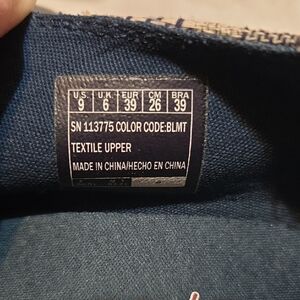 U.S. U.K. EUR CM BRA
9 6 39 26 39
SN 113775 COLOR CODE:BLMT
TEXTILE UPPER
MADE IN CHINA/HECHO EN CHINA